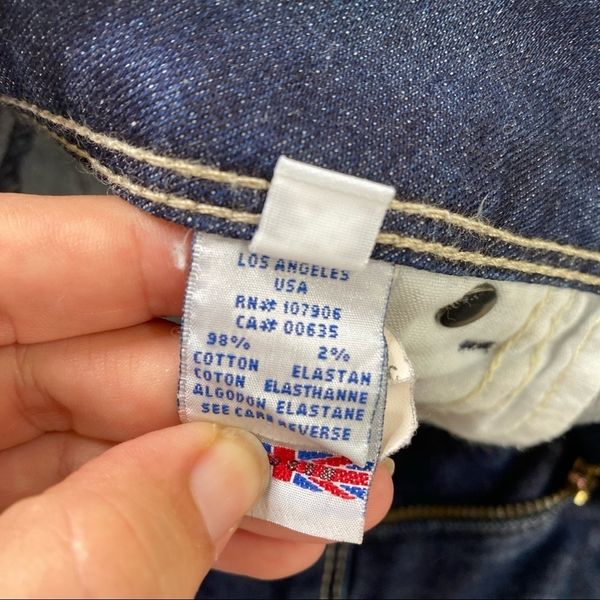 LOS ANGELES
USA
RN# 107906
CA# 00635
98% 2%
COTTON ELASTAN
COTON ELASTHANNE
ALGODON ELASTANE
SEE CARE REVERSE